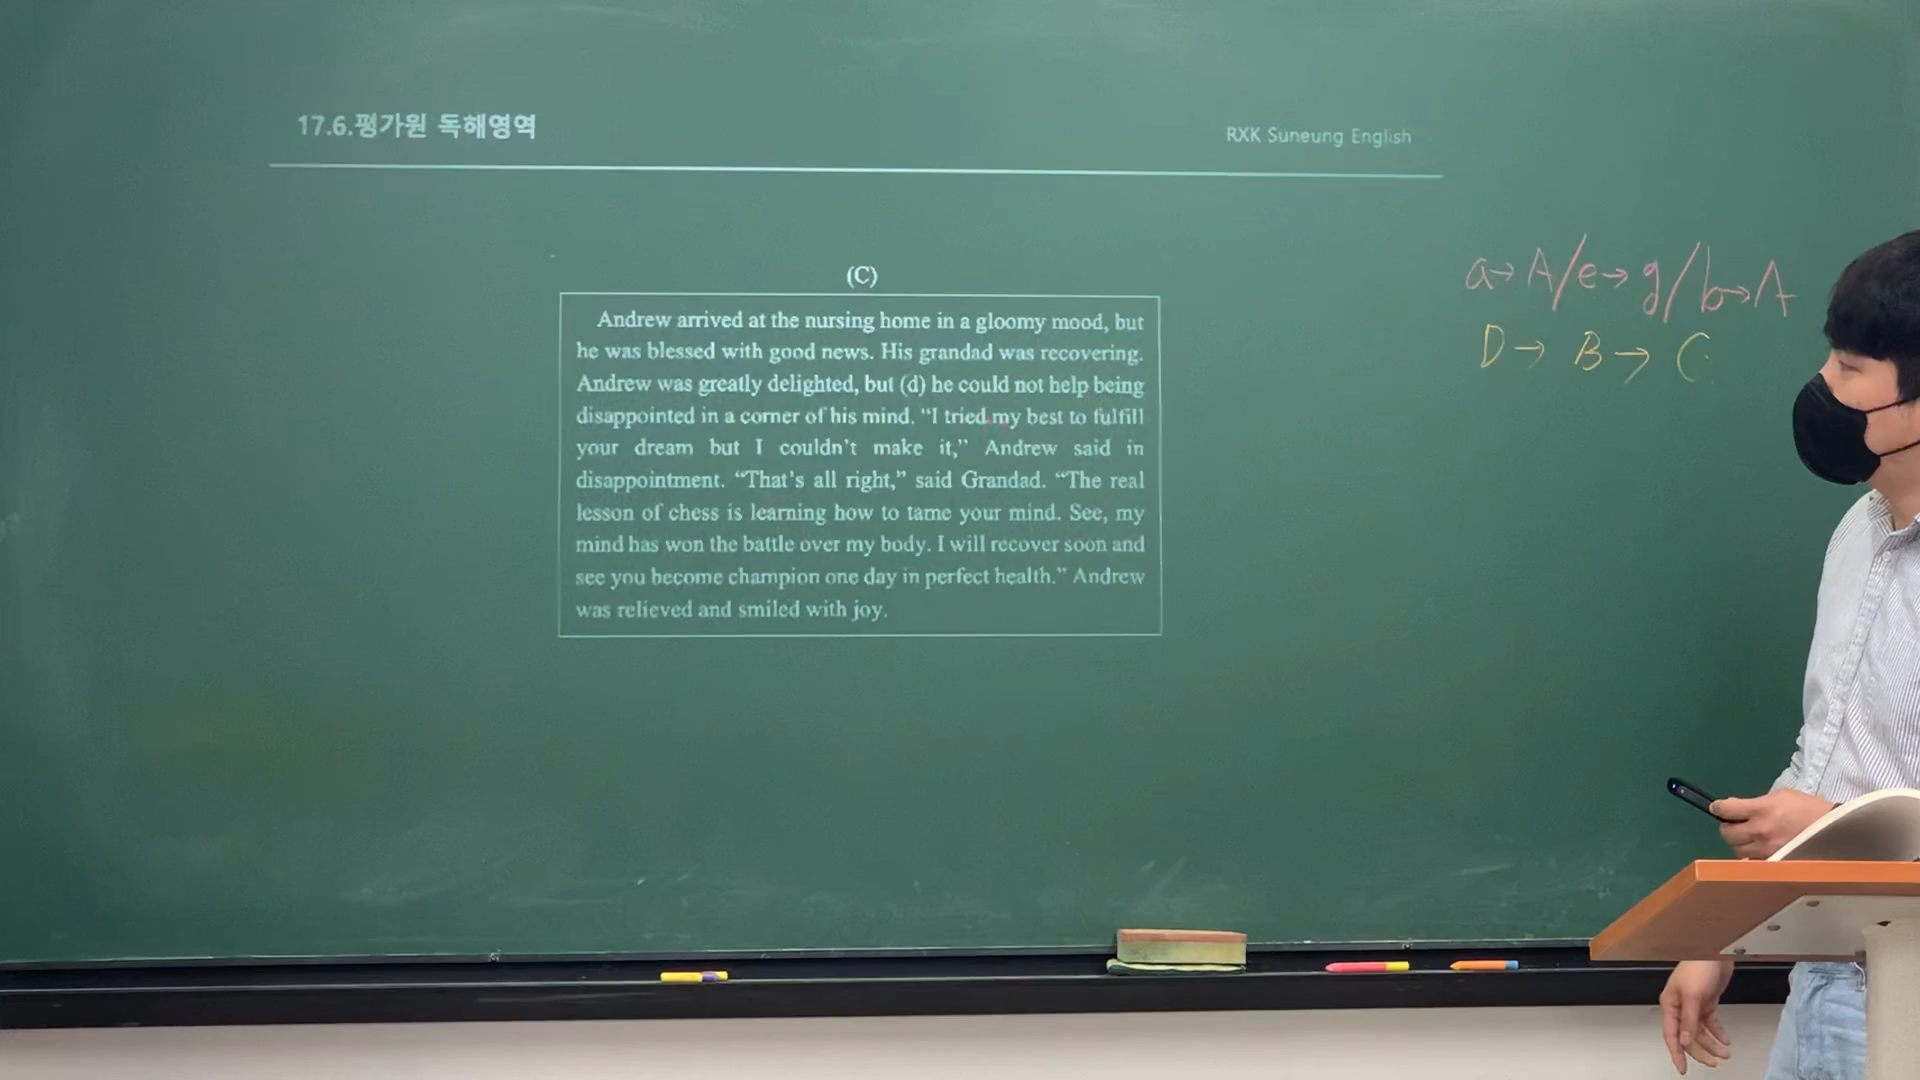 17.6.평가원 독해영역
RXK Suneung English
(C)
Andrew arrived at the nursing home in a gloomy mood, but
he was blessed with good news. His grandad was recovering.
Andrew was greatly delighted, but (d) he could not help being
disappointed in a corner of his mind. “I tried my best to fulfill
your dream but I couldn’t make it,” Andrew said in
disappointment. “That’s all right,” said Grandad. “The real
lesson of chess is learning how to tame your mind. See, my
mind has won the battle over my body. I will recover soon and
see you become champion one day in perfect health.” Andrew
was relieved and smiled with joy.
a→A/e→g/b→A
D→B→C